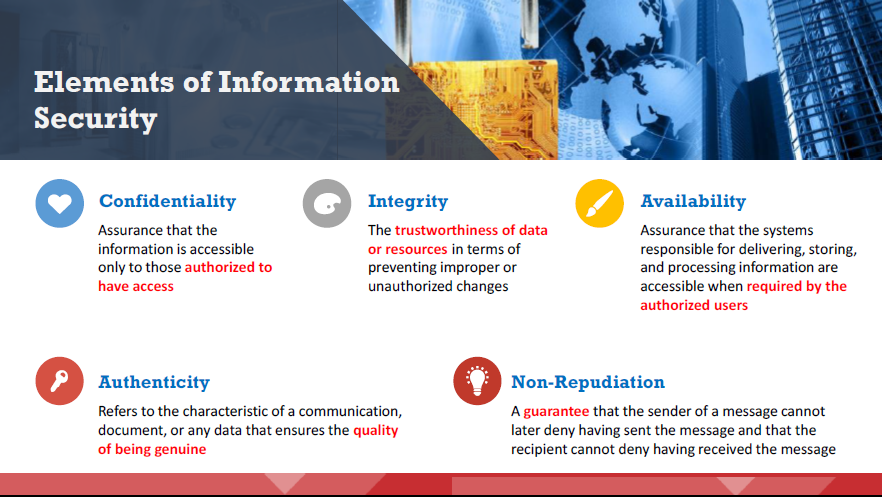 Elements of Information
Security
Confidentiality
Assurance that the
information is accessible
only to those authorized to
have access
Integrity
The trustworthiness of data
or resources in terms of
preventing improper or
unauthorized changes
Availability
Assurance that the systems
responsible for delivering, storing,
and processing information are
accessible when required by the
authorized users
Authenticity
Refers to the characteristic of a communication,
document, or any data that ensures the quality
of being genuine
Non-Repudiation
A guarantee that the sender of a message cannot
later deny having sent the message and that the
recipient cannot deny having received the message